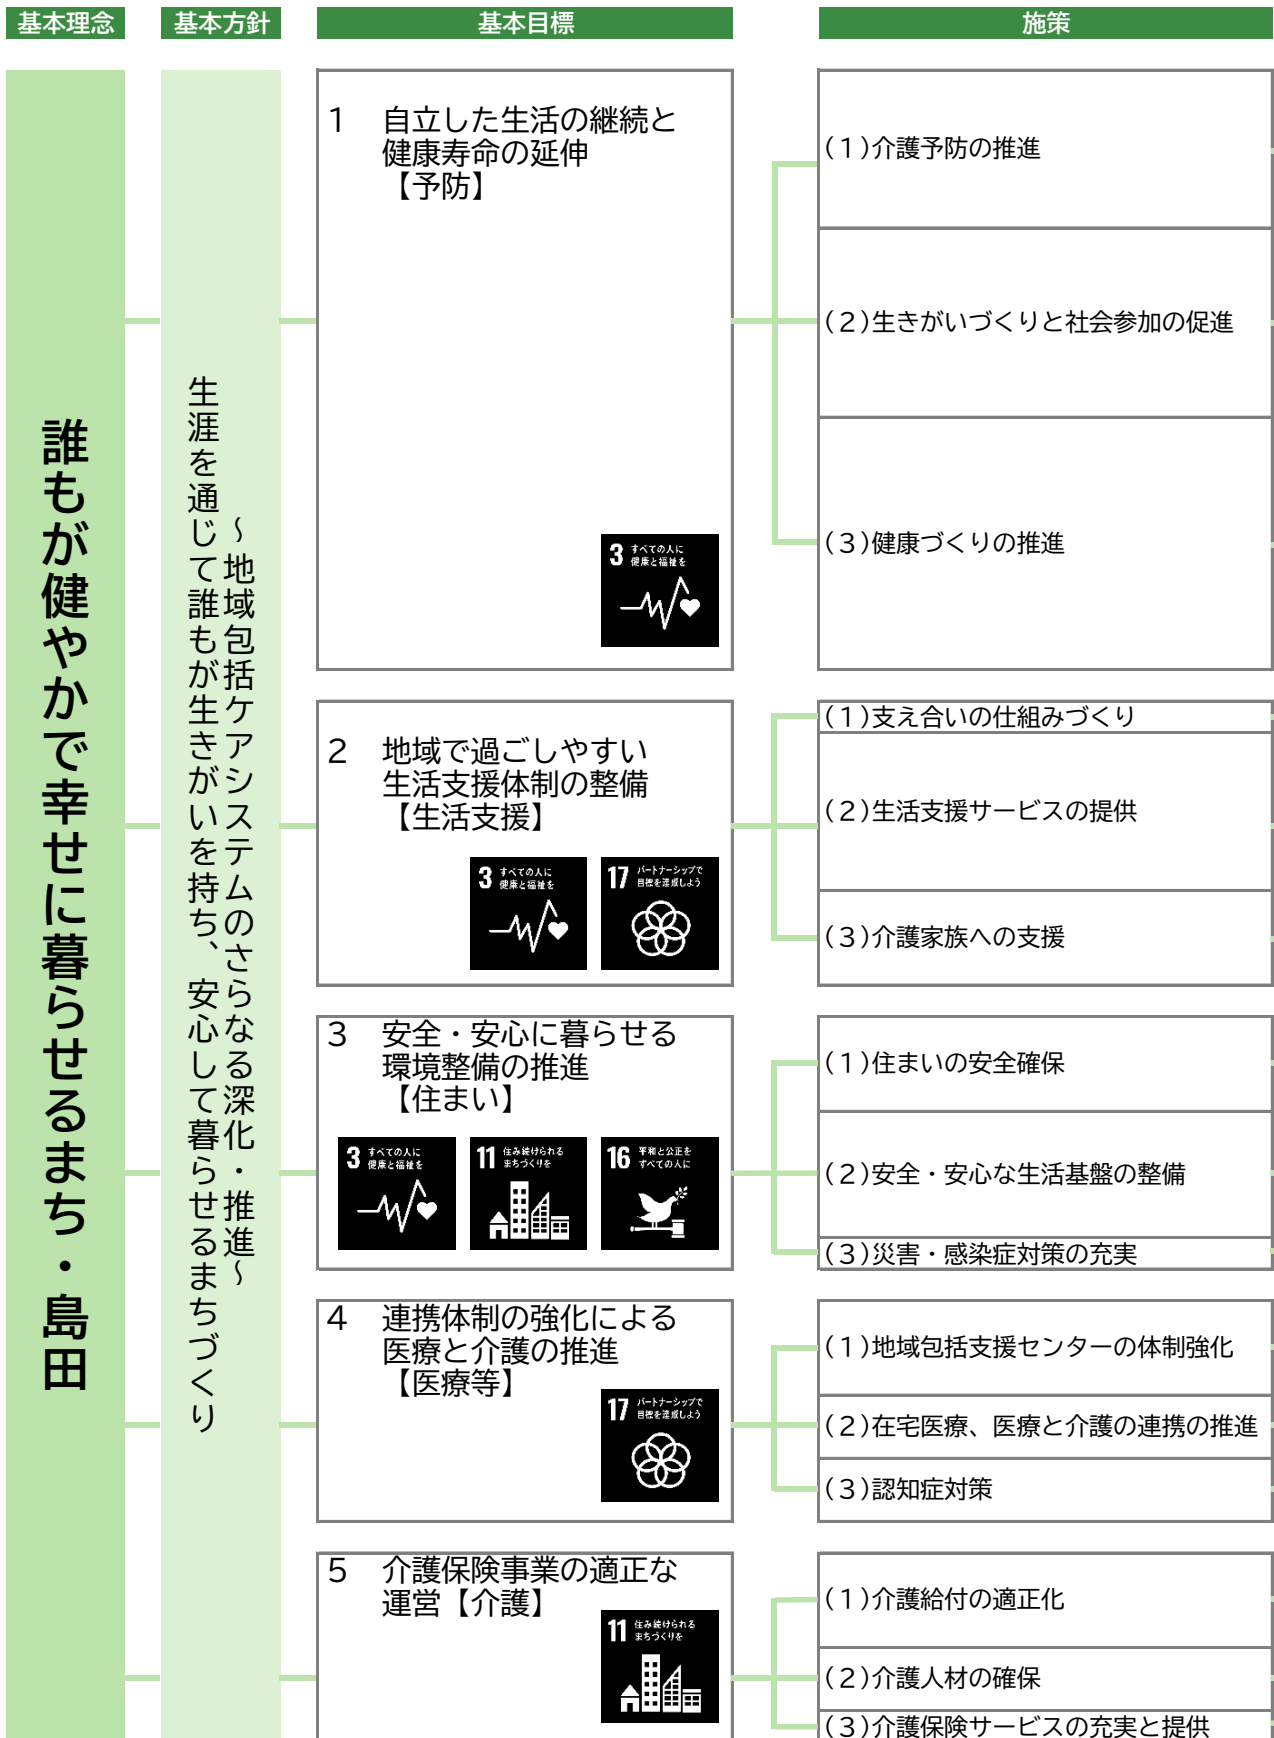 基本理念
基本方針
基本目標
施策
誰もが健やかで幸せに暮らせるまち・島田
生涯を通じて誰もが生きがいを持ち、安心して暮らせるまちづくり
～地域包括ケアシステムのさらなる深化・推進～
1 自立した生活の継続と
健康寿命の延伸
【予防】
3 すべての人に
健康と福祉を
(1)介護予防の推進
(2)生きがいづくりと社会参加の促進
(3)健康づくりの推進
2 地域で過ごしやすい
生活支援体制の整備
【生活支援】
3 すべての人に
健康と福祉を
17 パートナーシップで
目標を達成しよう
(1)支え合いの仕組みづくり
(2)生活支援サービスの提供
(3)介護家族への支援
3 安全・安心に暮らせる
環境整備の推進
【住まい】
3 すべての人に
健康と福祉を
11 住み続けられる
まちづくりを
16 平和と公正を
すべての人に
(1)住まいの安全確保
(2)安全・安心な生活基盤の整備
(3)災害・感染症対策の充実
4 連携体制の強化による
医療と介護の推進
【医療等】
17 パートナーシップで
目標を達成しよう
(1)地域包括支援センターの体制強化
(2)在宅医療、医療と介護の連携の推進
(3)認知症対策
5 介護保険事業の適正な
運営【介護】
11 住み続けられる
まちづくりを
(1)介護給付の適正化
(2)介護人材の確保
(3)介護保険サービスの充実と提供